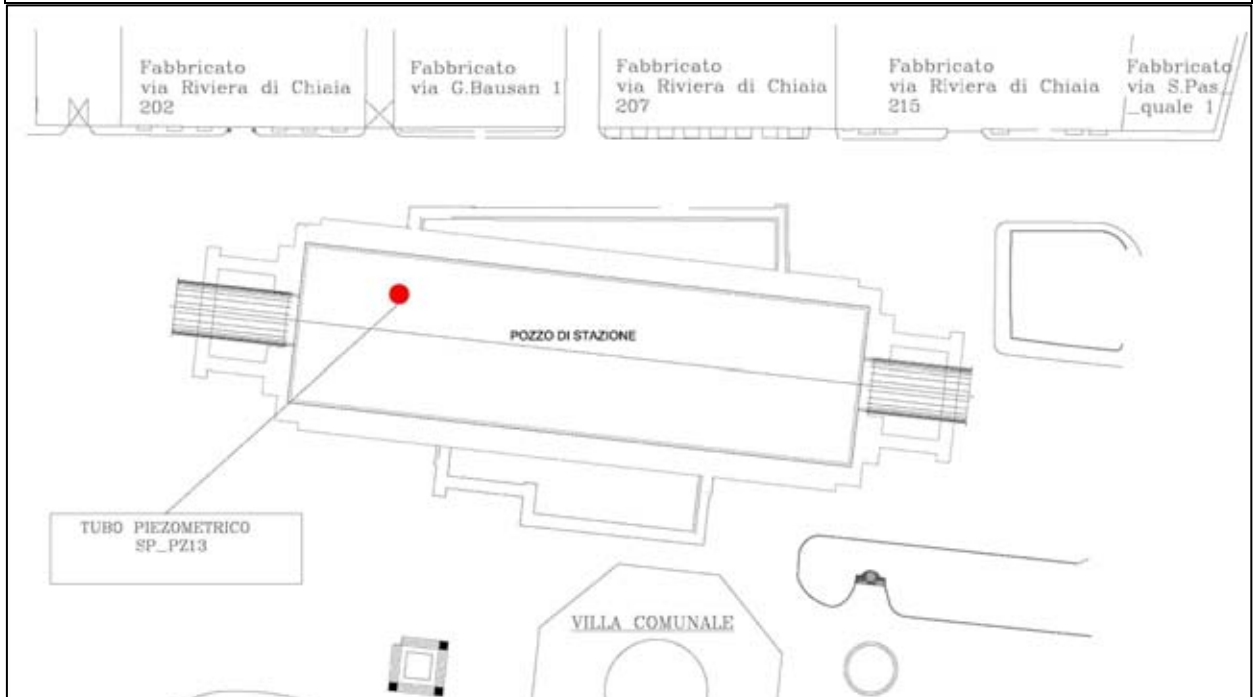 Fabbricato
via Riviera di Chiaia
202
Fabbricato
via G.Bausan 1
Fabbricato
via Riviera di Chiaia
207
Fabbricato
via Riviera di Chiaia
215
Fabbricato
via S.Pas_
_quale 1
POZZO DI STAZIONE
TUBO PIEZOMETRICO
SP_PZ13
VILLA COMUNALE